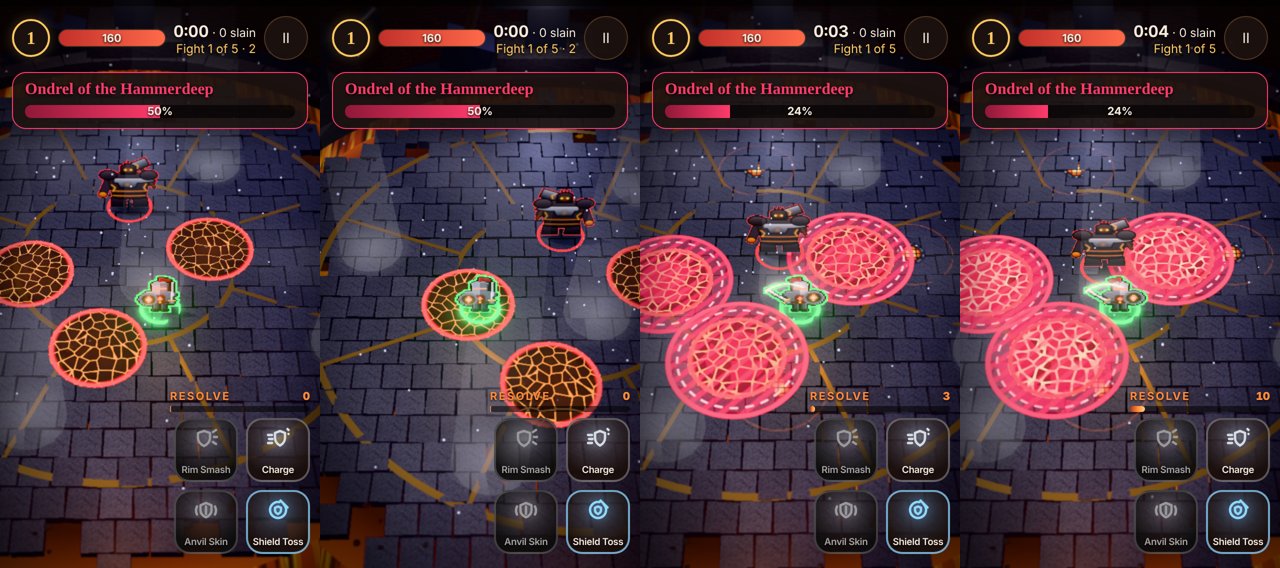 1
160
0:00 · 0 slain
Fight 1 of 5 · 2
Ondrel of the Hammerdeep
50%
RESOLVE 0
Rim Smash
Charge
Anvil Skin
Shield Toss
1
160
0:00 · 0 slain
Fight 1 of 5 · 2
Ondrel of the Hammerdeep
50%
RESOLVE 0
Rim Smash
Charge
Anvil Skin
Shield Toss
1
160
0:03 · 0 slain
Fight 1 of 5
Ondrel of the Hammerdeep
24%
RESOLVE 3
Rim Smash
Charge
Anvil Skin
Shield Toss
1
160
0:04 · 0 slain
Fight 1 of 5
Ondrel of the Hammerdeep
24%
RESOLVE 10
Rim Smash
Charge
Anvil Skin
Shield Toss